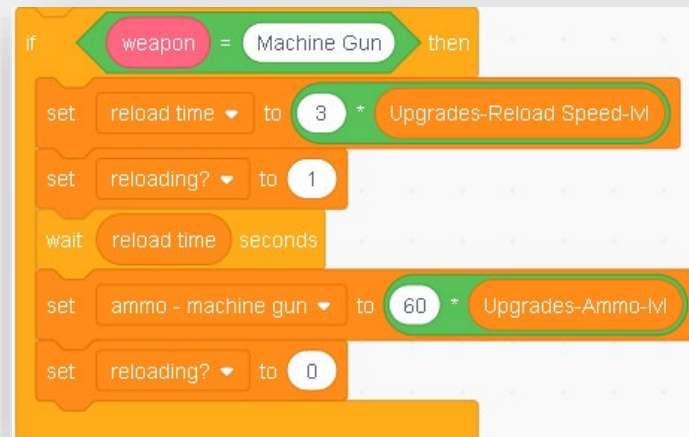 if weapon = Machine Gun then
set reload time to 3 * Upgrades-Reload Speed-lvl
set reloading? to 1
wait reload time seconds
set ammo - machine gun to 60 * Upgrades-Ammo-lvl
set reloading? to 0